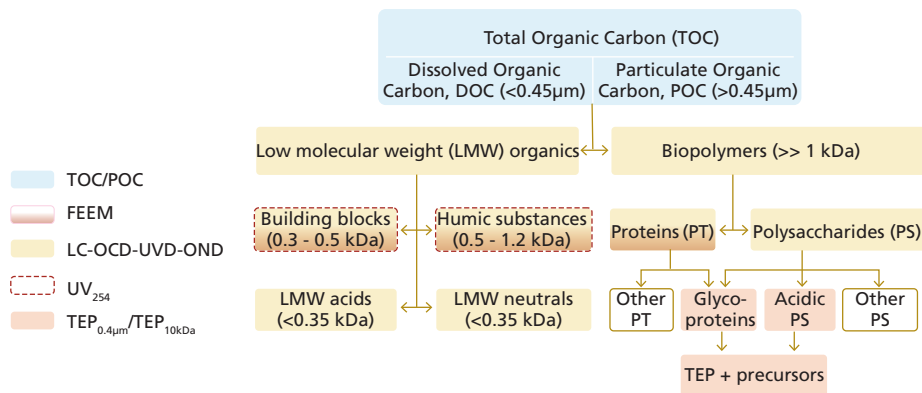 Total Organic Carbon (TOC)
Dissolved Organic
Carbon, DOC (<0.45µm)
Particulate Organic
Carbon, POC (>0.45µm)
Low molecular weight (LMW) organics
Biopolymers (>> 1 kDa)
TOC/POC
FEEM
LC-OCD-UVD-OND
UV254
TEP0.4µm/TEP10kDa
Building blocks
(0.3 - 0.5 kDa)
Humic substances
(0.5 - 1.2 kDa)
Proteins (PT)
Polysaccharides (PS)
LMW acids
(<0.35 kDa)
LMW neutrals
(<0.35 kDa)
Other
PT
Glyco-
proteins
Acidic
PS
Other
PS
TEP + precursors